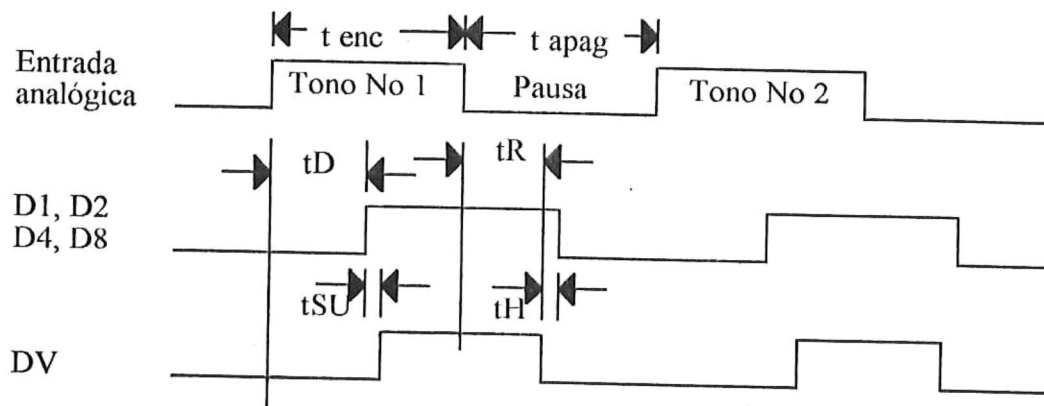 t enc
t apag
Entrada
analógica
Tono No 1
Pausa
Tono No 2
tD
tR
D1, D2
D4, D8
tSU
tH
DV